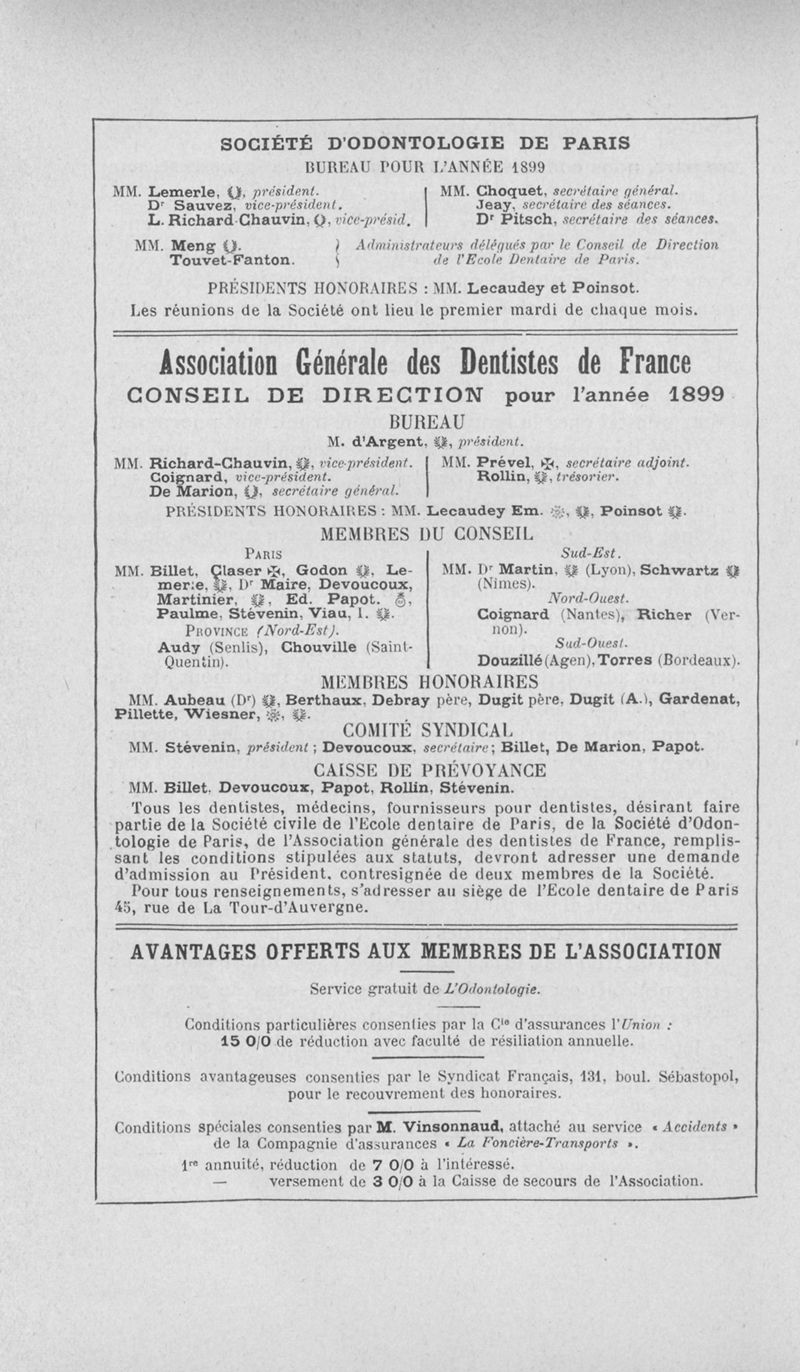 SOCIÉTÉ D'ODONTOLOGIE DE PARIS
BUREAU POUR L'ANNÉE 1899
MM. Lemerle, président.
Dr Sauvez, vice-président.
L. Richard-Chauvin, vice-présid.
MM. Choquet, secrétaire général.
Jeay, secrétaire des séances.
Dr Pitsch, secrétaire des séances.
MM. Meng
Touvet-Fanton.
Administrateurs délégués par le Conseil de Direction
de l'Ecole Dentaire de Paris.
PRÉSIDENTS HONORAIRES : MM. Lecaudey et Poinsot.
Les réunions de la Société ont lieu le premier mardi de chaque mois.
Association Générale des Dentistes de France
CONSEIL DE DIRECTION pour l'année 1899
BUREAU
M. d'Argent, président.
MM. Richard-Chauvin, vice-président.
Coignard, vice-président.
De Marion, secrétaire général.
MM. Prével, ✠, secrétaire adjoint.
Rollin, trésorier.
PRÉSIDENTS HONORAIRES : MM. Lecaudey Em. Poinsot
MEMBRES DU CONSEIL
PARIS
MM. Billet, Claser ✠, Godon, Le-
merle, Dr Maire, Devoucoux,
Martinier, Ed. Papot.
Paulme, Stévenin, Viau, I.
PROVINCE (Nord-Est).
Audy (Senlis), Chouville (Saint-
Quentin).
Sud-Est.
MM. Dr Martin, (Lyon), Schwartz
(Nimes).
Nord-Ouest.
Coignard (Nantes), Richer (Ver-
non).
Sud-Ouest.
Douzillé (Agen), Torres (Bordeaux).
MEMBRES HONORAIRES
MM. Aubeau (Dr), Berthaux, Debray père, Dugit père, Dugit (A.), Gardenat,
Pillette, Wiesner,
COMITÉ SYNDICAL
MM. Stévenin, président ; Devoucoux, secrétaire ; Billet, De Marion, Papot.
CAISSE DE PRÉVOYANCE
MM. Billet, Devoucoux, Papot, Rollin, Stévenin.
Tous les dentistes, médecins, fournisseurs pour dentistes, désirant faire
partie de la Société civile de l'Ecole dentaire de Paris, de la Société d'Odon-
tologie de Paris, de l'Association générale des dentistes de France, remplis-
sant les conditions stipulées aux statuts, devront adresser une demande
d'admission au Président, contresignée de deux membres de la Société.
Pour tous renseignements, s'adresser au siège de l'Ecole dentaire de Paris
45, rue de La Tour-d'Auvergne.
AVANTAGES OFFERTS AUX MEMBRES DE L'ASSOCIATION
Service gratuit de L'Odontologie.
Conditions particulières consenties par la Cie d'assurances l'Union :
15 0/0 de réduction avec faculté de résiliation annuelle.
Conditions avantageuses consenties par le Syndicat Français, 131, boul. Sébastopol,
pour le recouvrement des honoraires.
Conditions spéciales consenties par M. Vinsonnaud, attaché au service « Accidents »
de la Compagnie d'assurances « La Foncière-Transports ».
1re annuité, réduction de 7 0/0 à l'intéressé.
— versement de 3 0/0 à la Caisse de secours de l'Association.